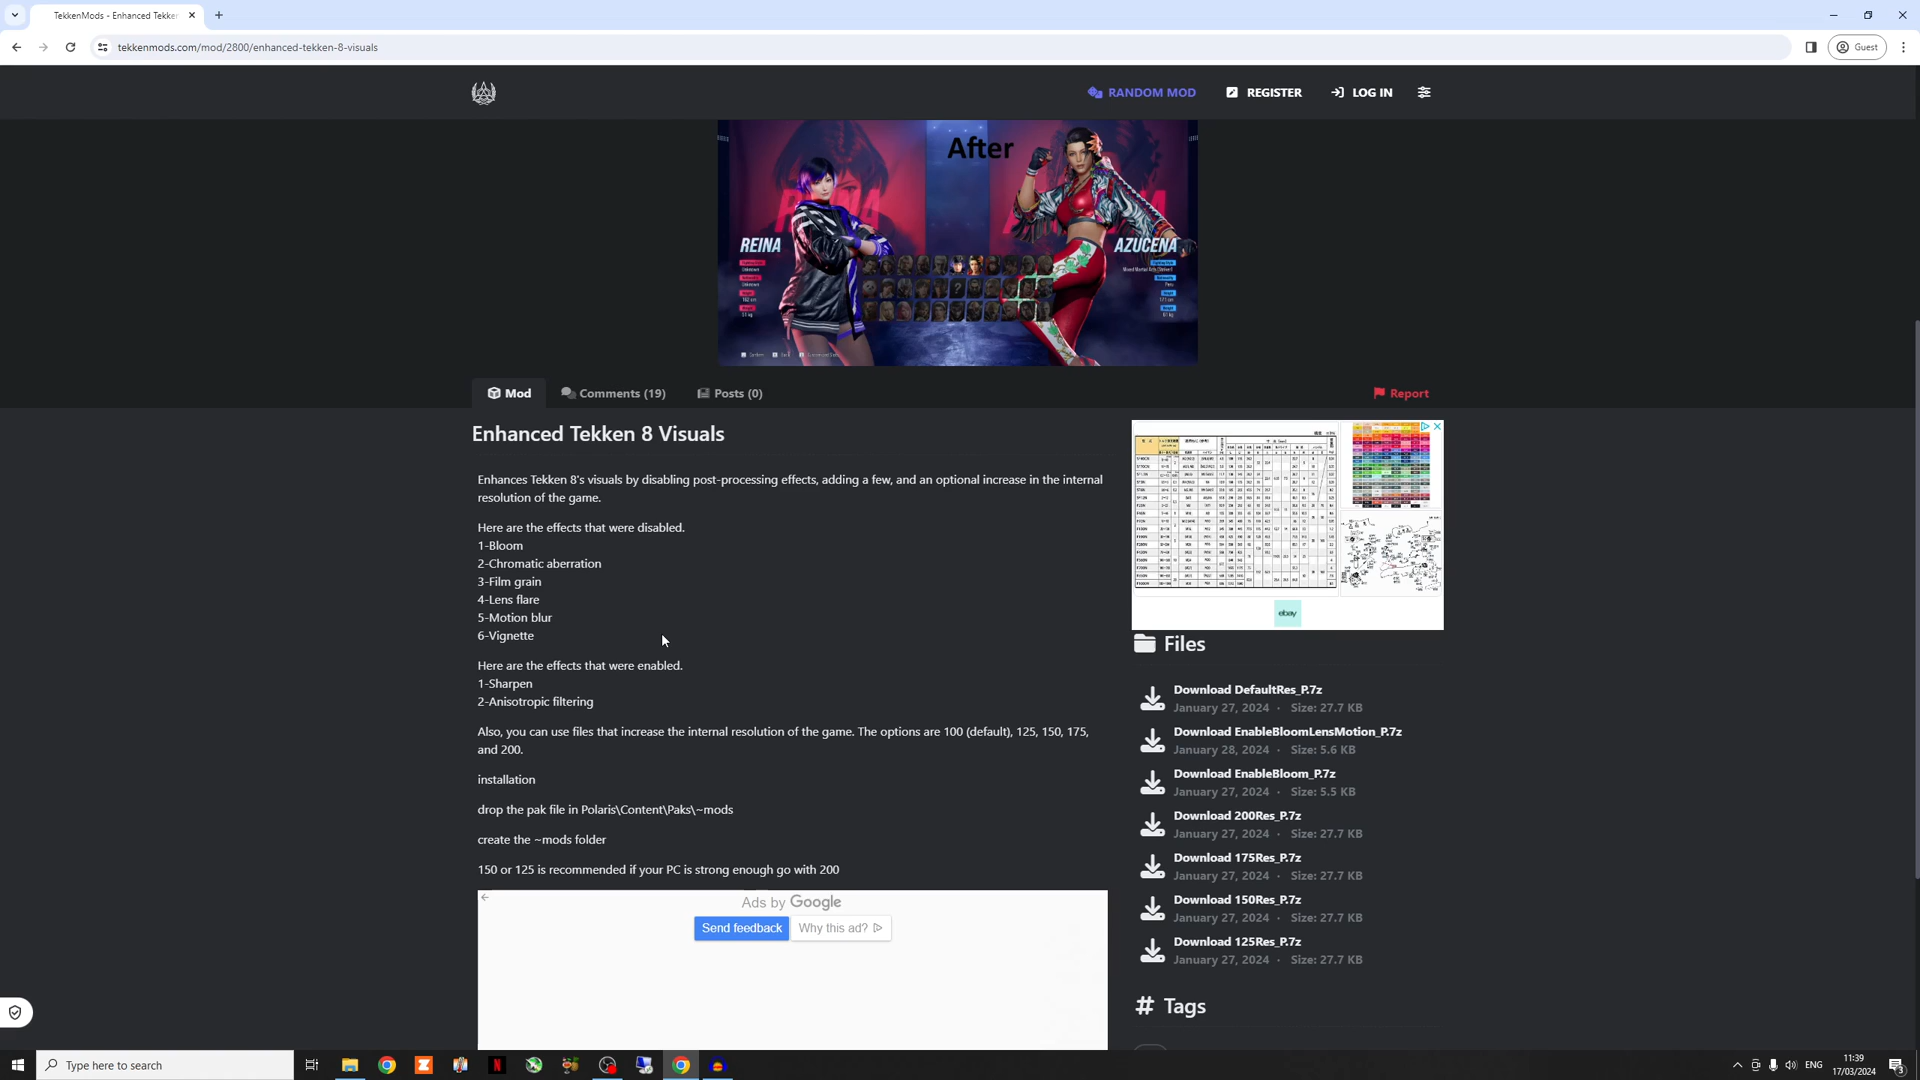 TekkenMods - Enhanced Tekke
tekkenmods.com/mod/2800/enhanced-tekken-8-visuals
Guest
RANDOM MOD
REGISTER
LOG IN
After
REINA
AZUCENA
Mod
Comments (19)
Posts (0)
Report
Enhanced Tekken 8 Visuals
Enhances Tekken 8's visuals by disabling post-processing effects, adding a few, and an optional increase in the internal
resolution of the game.
Here are the effects that were disabled.
1-Bloom
2-Chromatic aberration
3-Film grain
4-Lens flare
5-Motion blur
6-Vignette
Here are the effects that were enabled.
1-Sharpen
2-Anisotropic filtering
Also, you can use files that increase the internal resolution of the game. The options are 100 (default), 125, 150, 175,
and 200.
installation
drop the pak file in Polaris\Content\Paks\~mods
create the ~mods folder
150 or 125 is recommended if your PC is strong enough go with 200
Ads by Google
Send feedback
Why this ad?
ebay
Files
Download DefaultRes_P.7z
January 27, 2024 · Size: 27.7 KB
Download EnableBloomLensMotion_P.7z
January 28, 2024 · Size: 5.6 KB
Download EnableBloom_P.7z
January 27, 2024 · Size: 5.5 KB
Download 200Res_P.7z
January 27, 2024 · Size: 27.7 KB
Download 175Res_P.7z
January 27, 2024 · Size: 27.7 KB
Download 150Res_P.7z
January 27, 2024 · Size: 27.7 KB
Download 125Res_P.7z
January 27, 2024 · Size: 27.7 KB
# Tags
Type here to search
ENG
11:39
17/03/2024
3